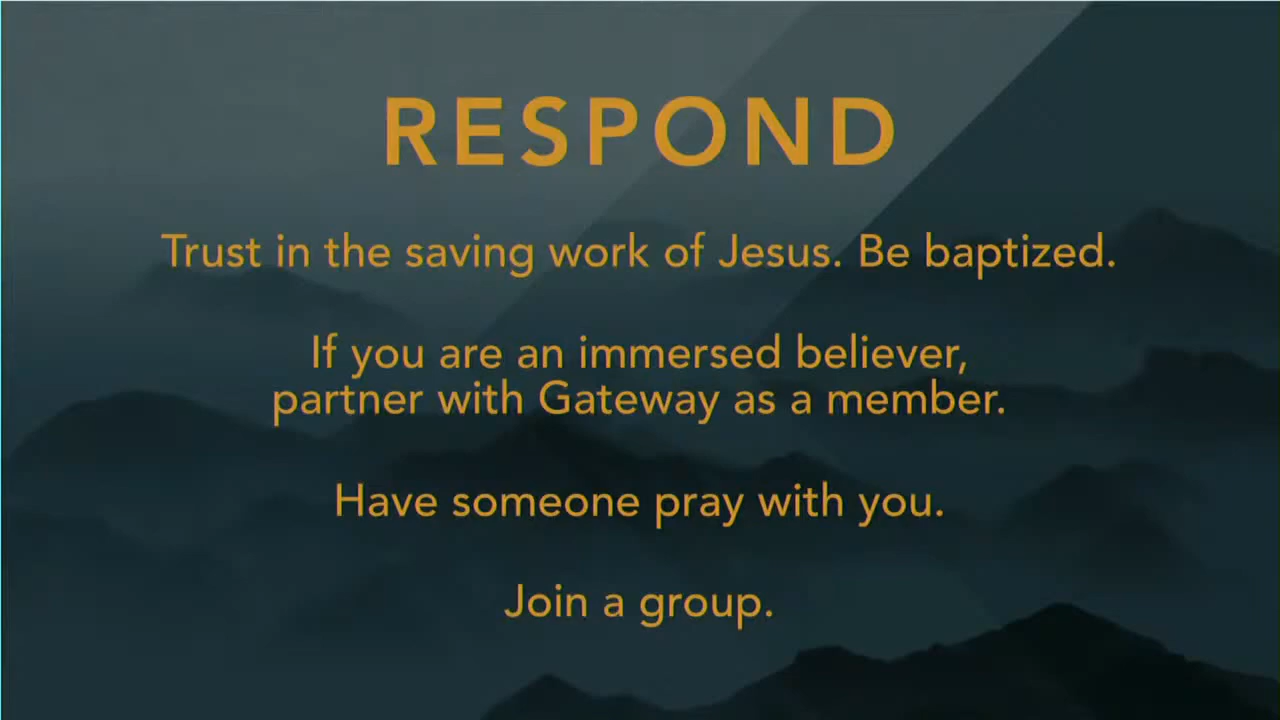 RESPOND
Trust in the saving work of Jesus. Be baptized.
If you are an immersed believer,
partner with Gateway as a member.
Have someone pray with you.
Join a group.